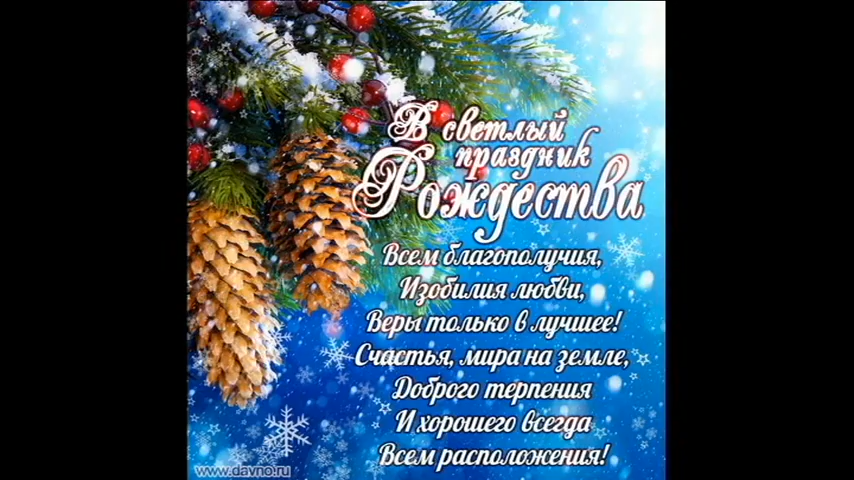 В светлый
праздник
Рождества
Всем благополучия,
Изобилия любви,
Веры только в лучшее!
Счастья, мира на земле,
Доброго терпения
И хорошего всегда
Всем расположения!
www.davno.ru